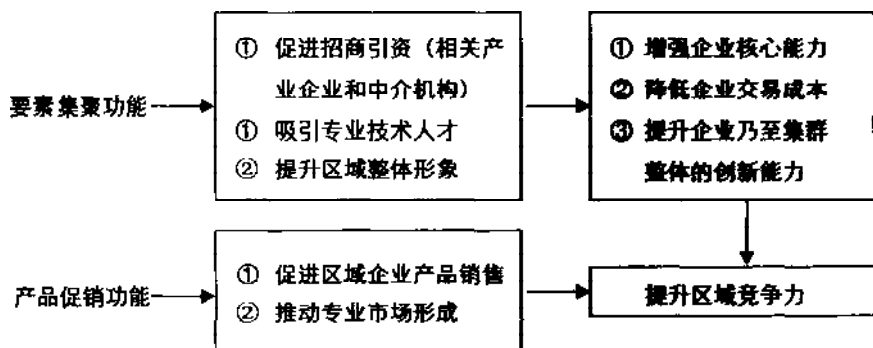 要素集聚功能
① 促进招商引资（相关产
业企业和中介机构）
① 吸引专业技术人才
② 提升区域整体形象
① 增强企业核心能力
② 降低企业交易成本
③ 提升企业乃至集群
整体的创新能力
产品促销功能
① 促进区域企业产品销售
② 推动专业市场形成
提升区域竞争力